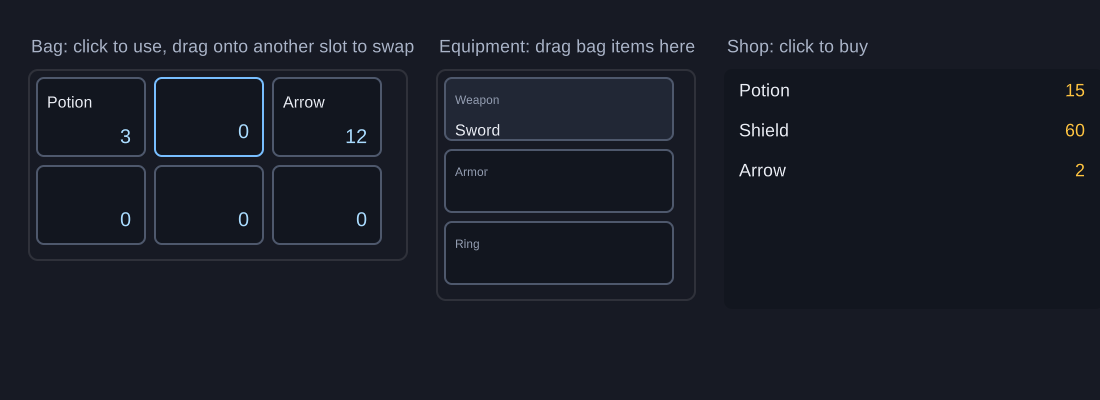 Bag: click to use, drag onto another slot to swap
Potion
3
0
Arrow
12
0
0
0
Equipment: drag bag items here
Weapon
Sword
Armor
Ring
Shop: click to buy
Potion 15
Shield 60
Arrow 2